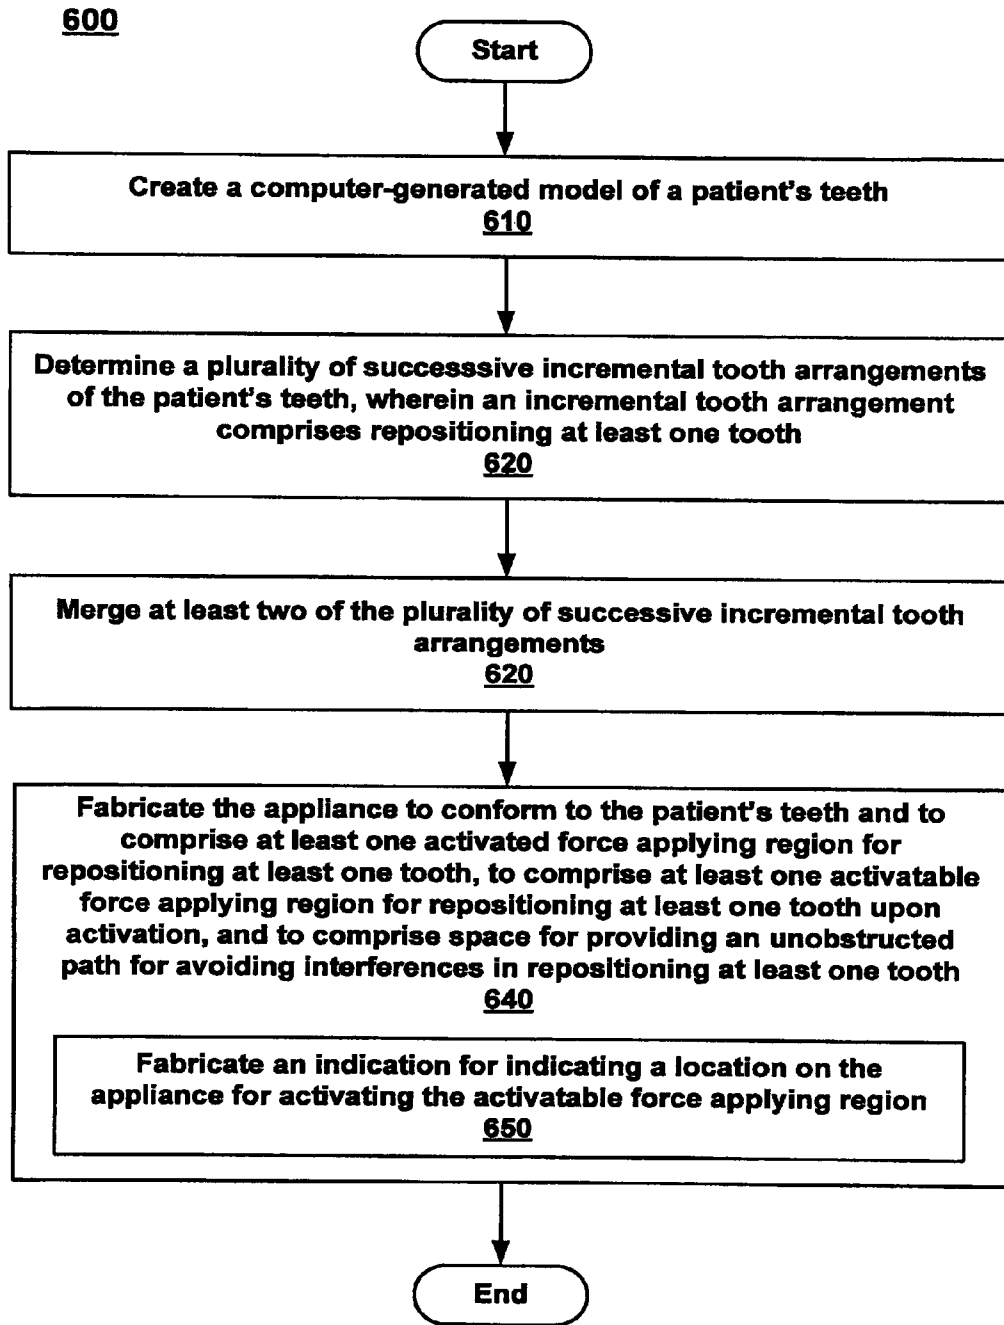 600
Start
Create a computer-generated model of a patient's teeth
610
Determine a plurality of successsive incremental tooth arrangements
of the patient's teeth, wherein an incremental tooth arrangement
comprises repositioning at least one tooth
620
Merge at least two of the plurality of successive incremental tooth
arrangements
620
Fabricate the appliance to conform to the patient's teeth and to
comprise at least one activated force applying region for
repositioning at least one tooth, to comprise at least one activatable
force applying region for repositioning at least one tooth upon
activation, and to comprise space for providing an unobstructed
path for avoiding interferences in repositioning at least one tooth
640
Fabricate an indication for indicating a location on the
appliance for activating the activatable force applying region
650
End